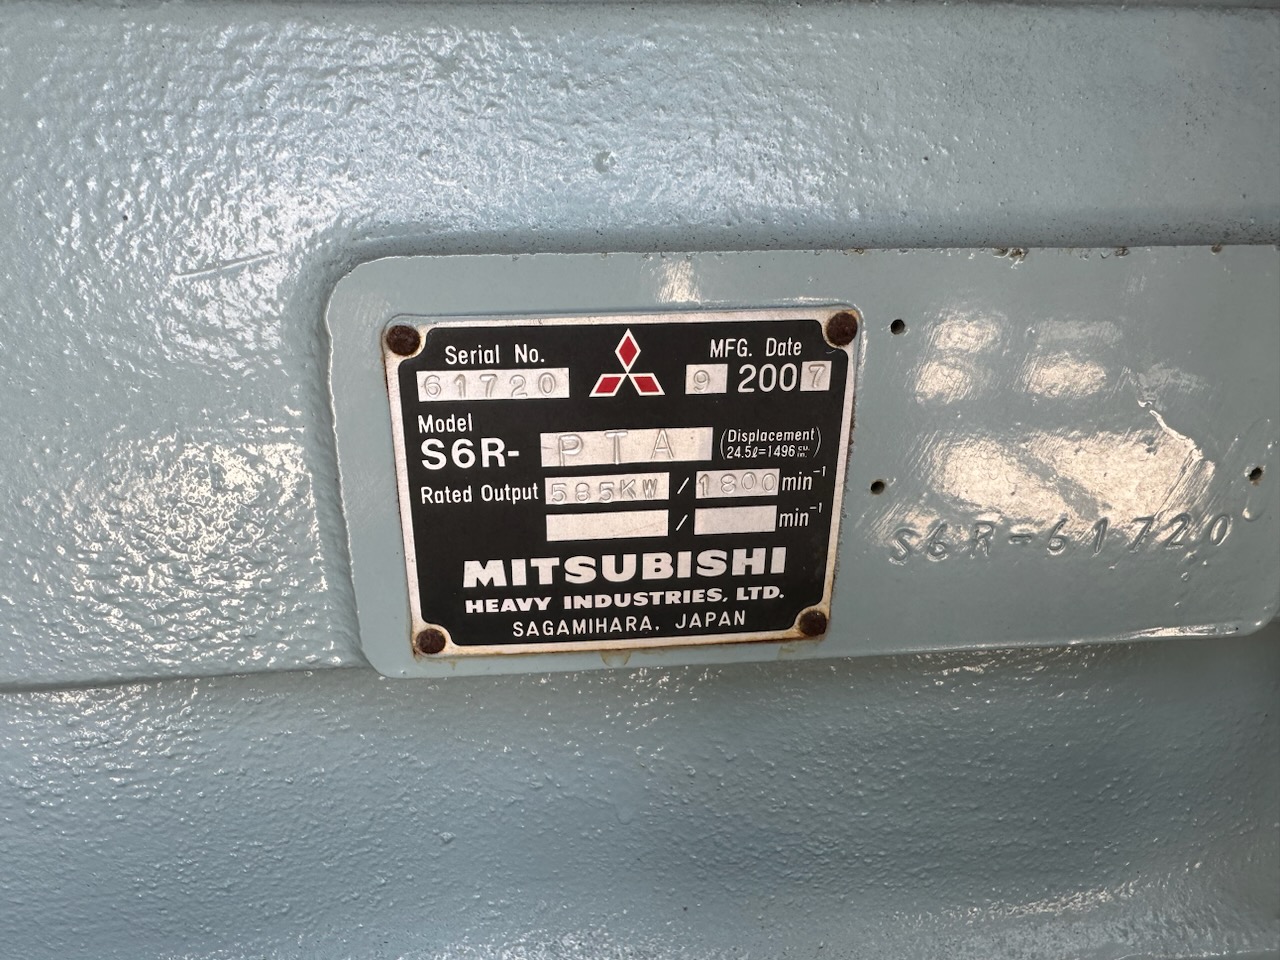 Serial No.
61720
MFG. Date
9 2007
Model
S6R-PTA
(Displacement
24.5ℓ=1496 cu. in.)
Rated Output 585KW / 1800 min⁻¹
/ min⁻¹
MITSUBISHI
HEAVY INDUSTRIES, LTD.
SAGAMIHARA, JAPAN
S6R-61720